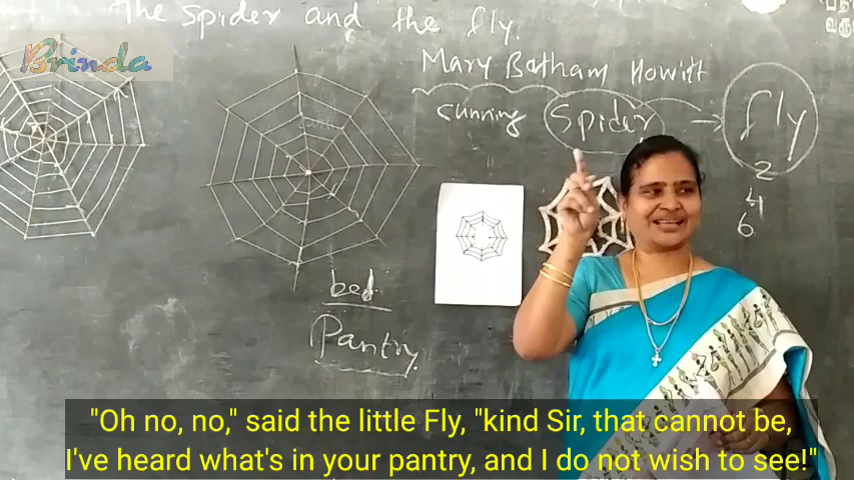 The Spider and the fly.
Brinda
Mary Botham Howitt
cunning Spider → fly
2
4
6
bed
Pantry
"Oh no, no," said the little Fly, "kind Sir, that cannot be,
I've heard what's in your pantry, and I do not wish to see!"